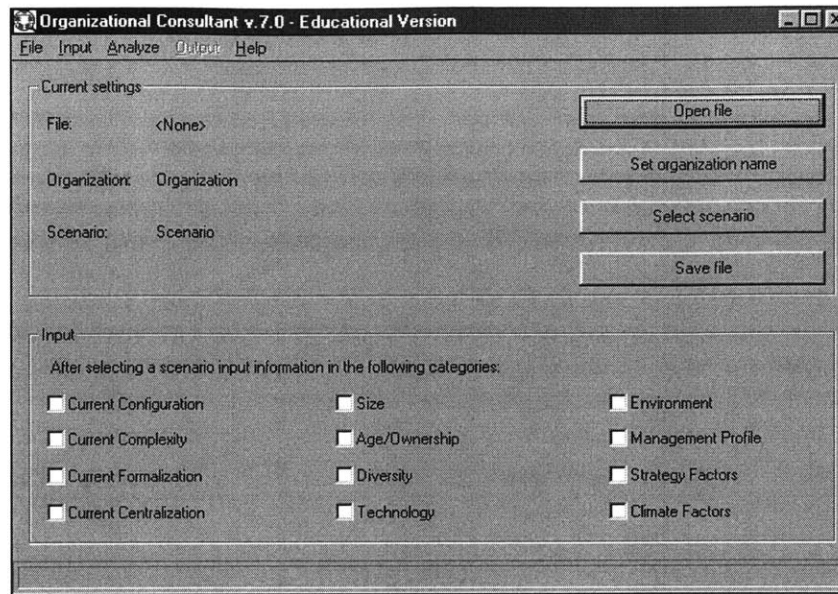 Organizational Consultant v.7.0 - Educational Version
File Input Analyze Output Help
Current settings
File: <None>
Open file
Set organization name
Organization: Organization
Select scenario
Scenario: Scenario
Save file
Input
After selecting a scenario input information in the following categories:
Current Configuration Size Environment
Current Complexity Age/Ownership Management Profile
Current Formalization Diversity Strategy Factors
Current Centralization Technology Climate Factors